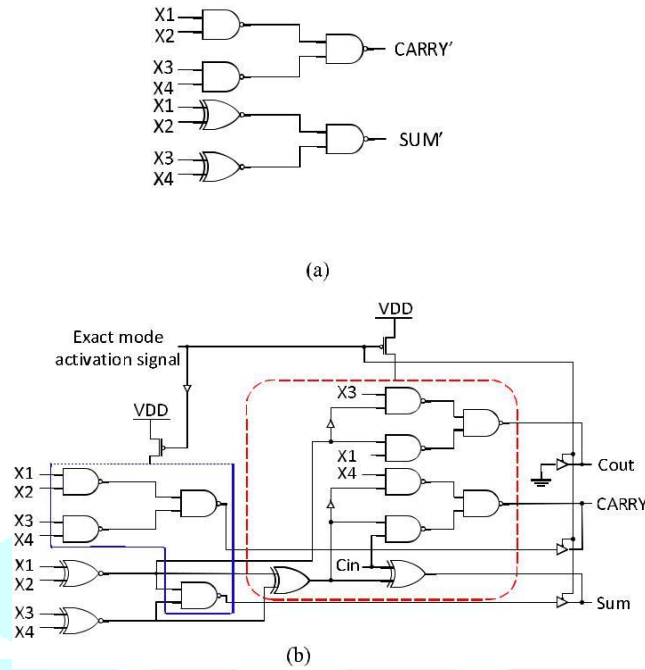 X1
X2
CARRY′
X3
X4
X1
X2
SUM′
X3
X4
(a)
VDD
Exact mode
activation signal
VDD
X3
X1
X4
Cout
X1
X2
CARRY
X3
X4
X1
X2
Cin
X3
X4
Sum
(b)